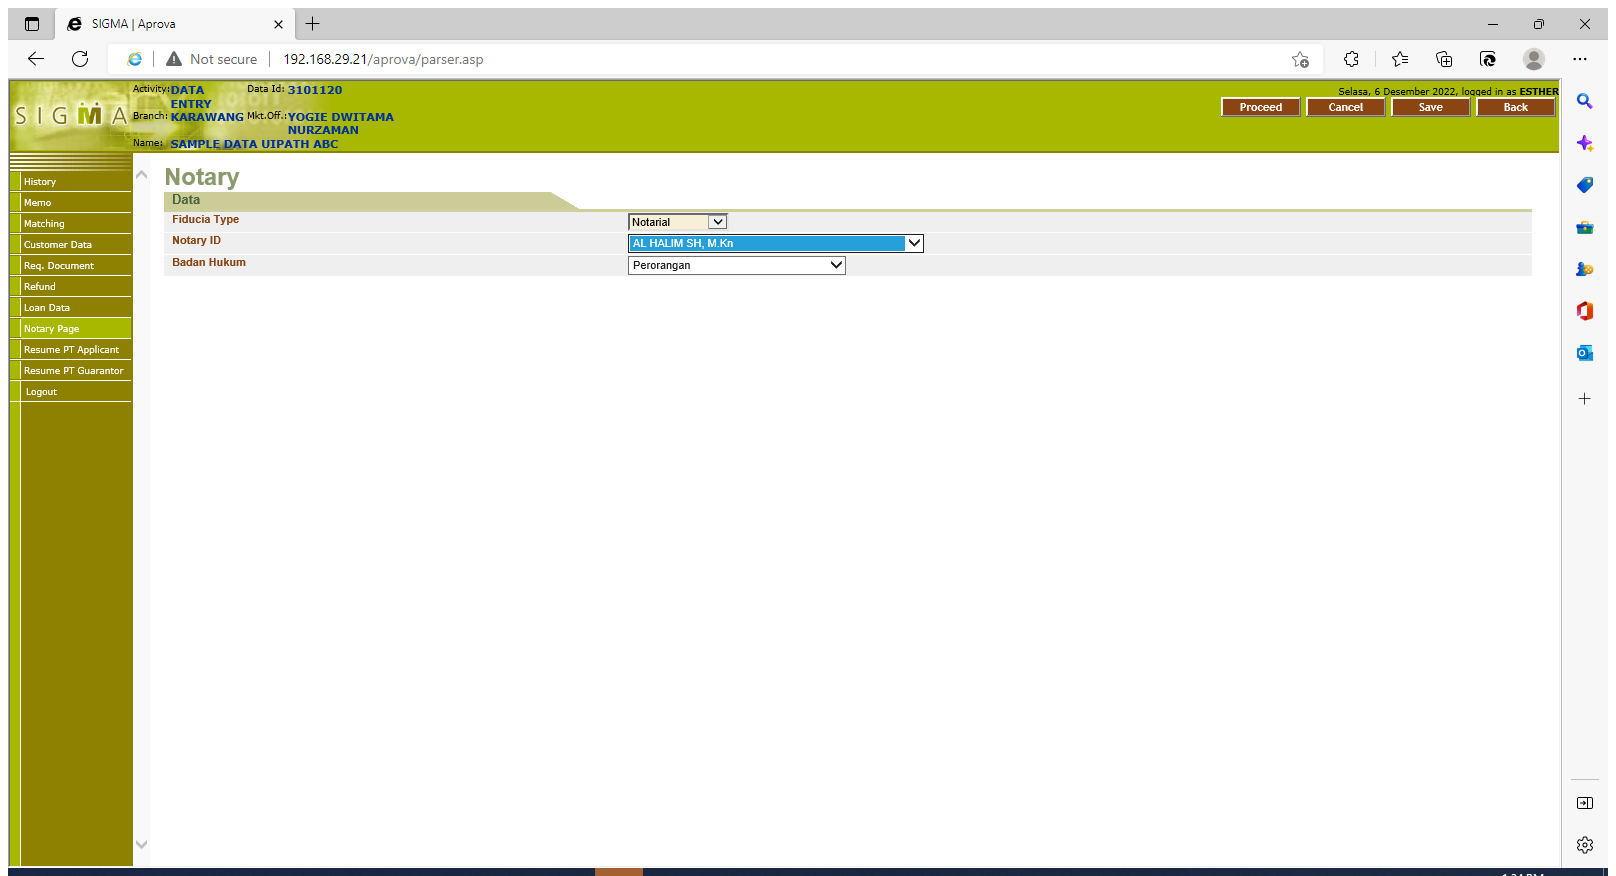 SIGMA | Aprova
Not secure 192.168.29.21/aprova/parser.asp
SIGMA
Activity: DATA ENTRY Data Id: 3101120
Branch: KARAWANG Mkt.Off.: YOGIE DWITAMA NURZAMAN
Name: SAMPLE DATA UIPATH ABC
Selasa, 6 Desember 2022, logged in as ESTHER
Proceed Cancel Save Back
History
Memo
Matching
Customer Data
Req. Document
Refund
Loan Data
Notary Page
Resume PT Applicant
Resume PT Guarantor
Logout
Notary
Data
Fiducia Type Notarial
Notary ID AL HALIM SH, M.Kn
Badan Hukum Perorangan